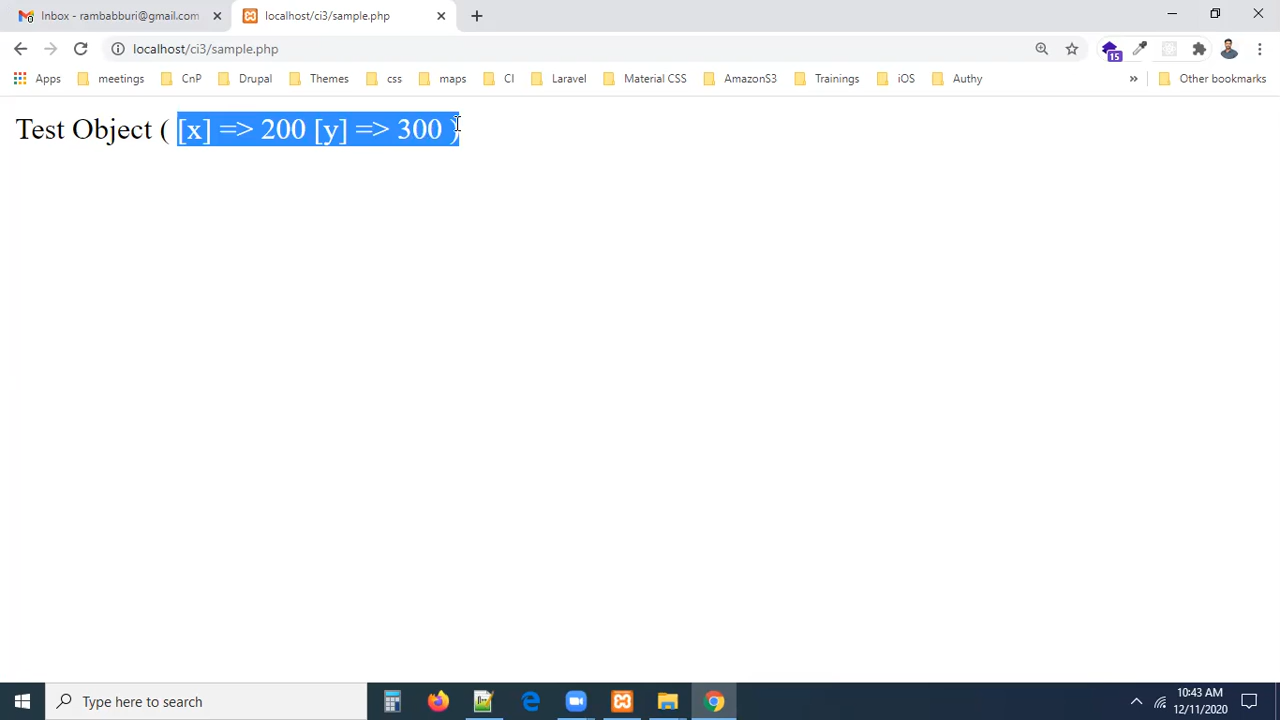 Inbox - rambabburi@gmail.com
localhost/ci3/sample.php
localhost/ci3/sample.php
15
Apps meetings CnP Drupal Themes css maps CI Laravel Material CSS AmazonS3 Trainings iOS Authy » Other bookmarks
Test Object ( [x] => 200 [y] => 300 )
Type here to search
10:43 AM
12/11/2020